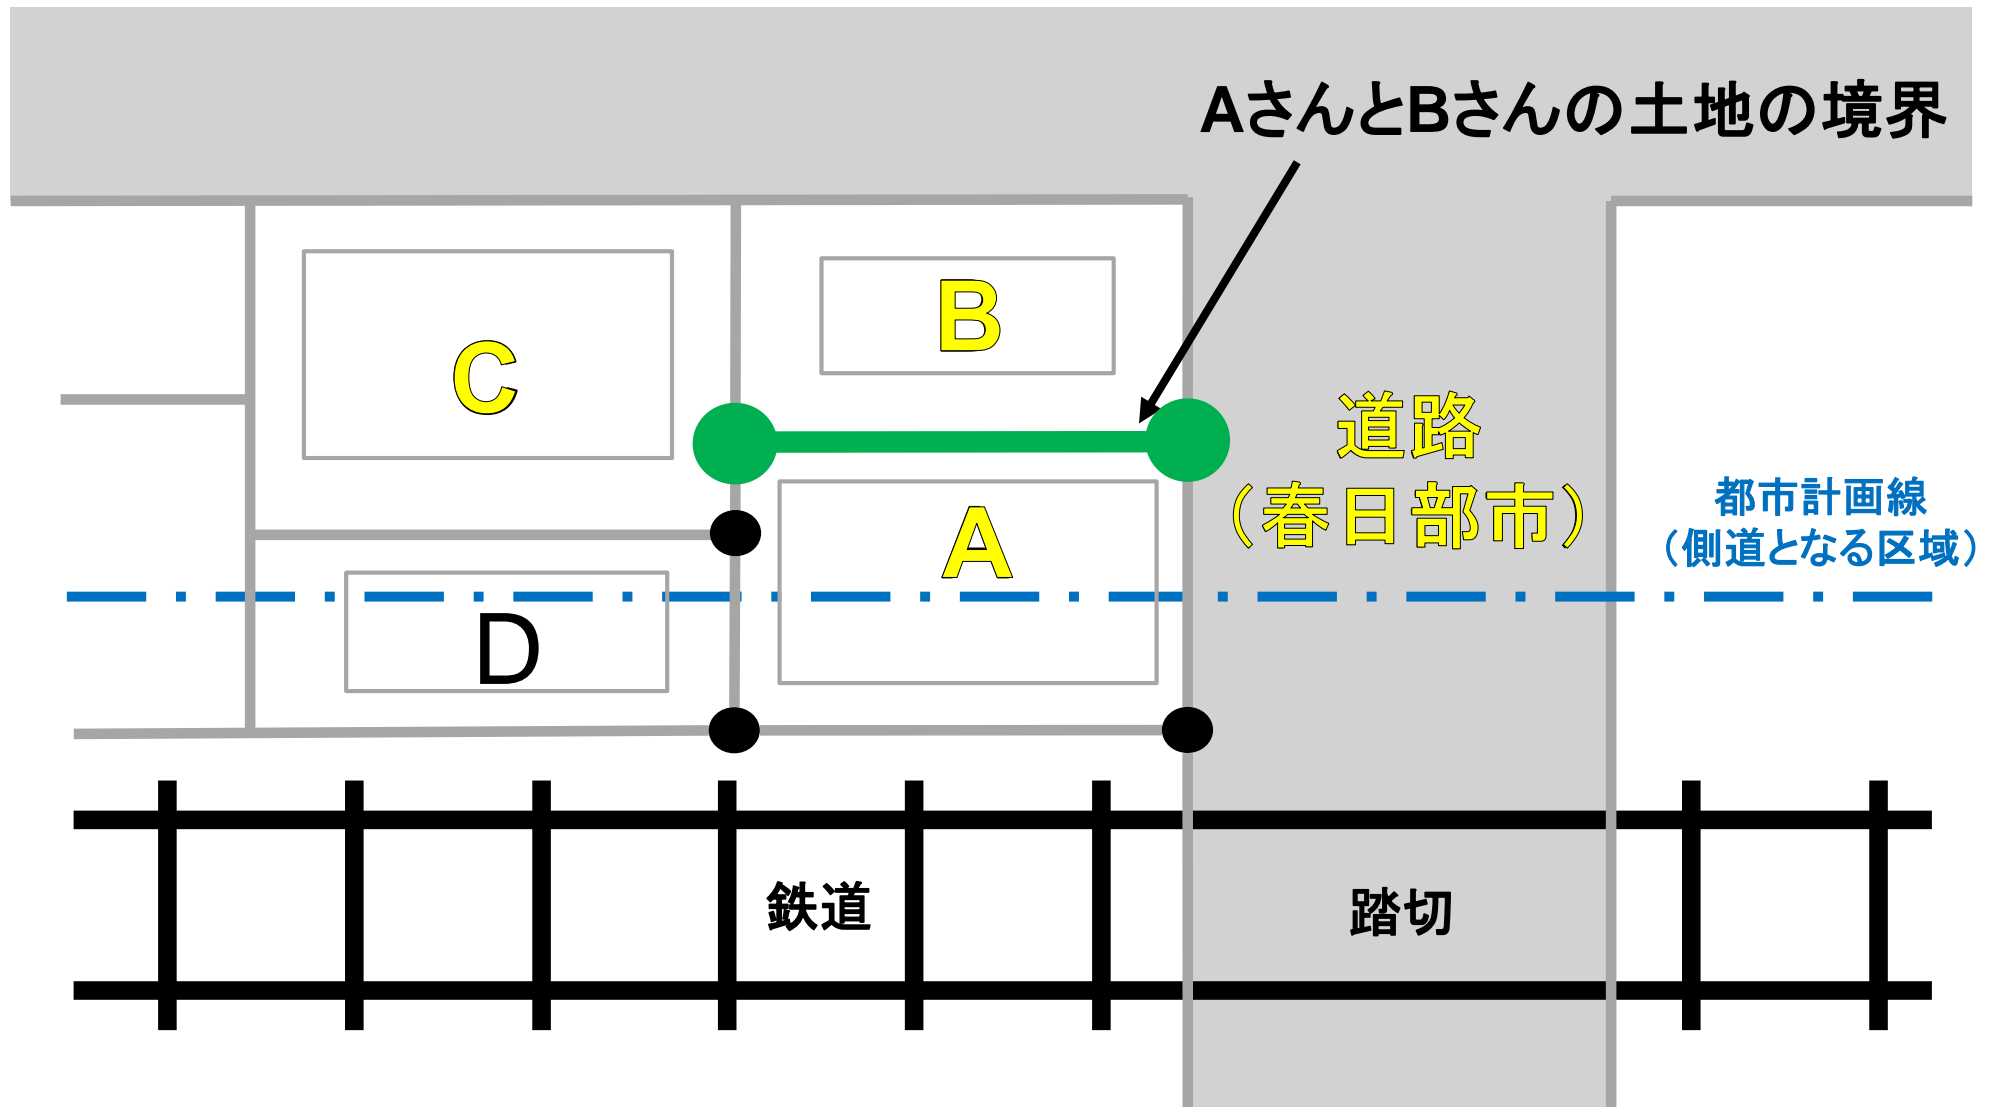 AさんとBさんの土地の境界
B
C
道路
（春日部市）
都市計画線
（側道となる区域）
A
D
鉄道
踏切